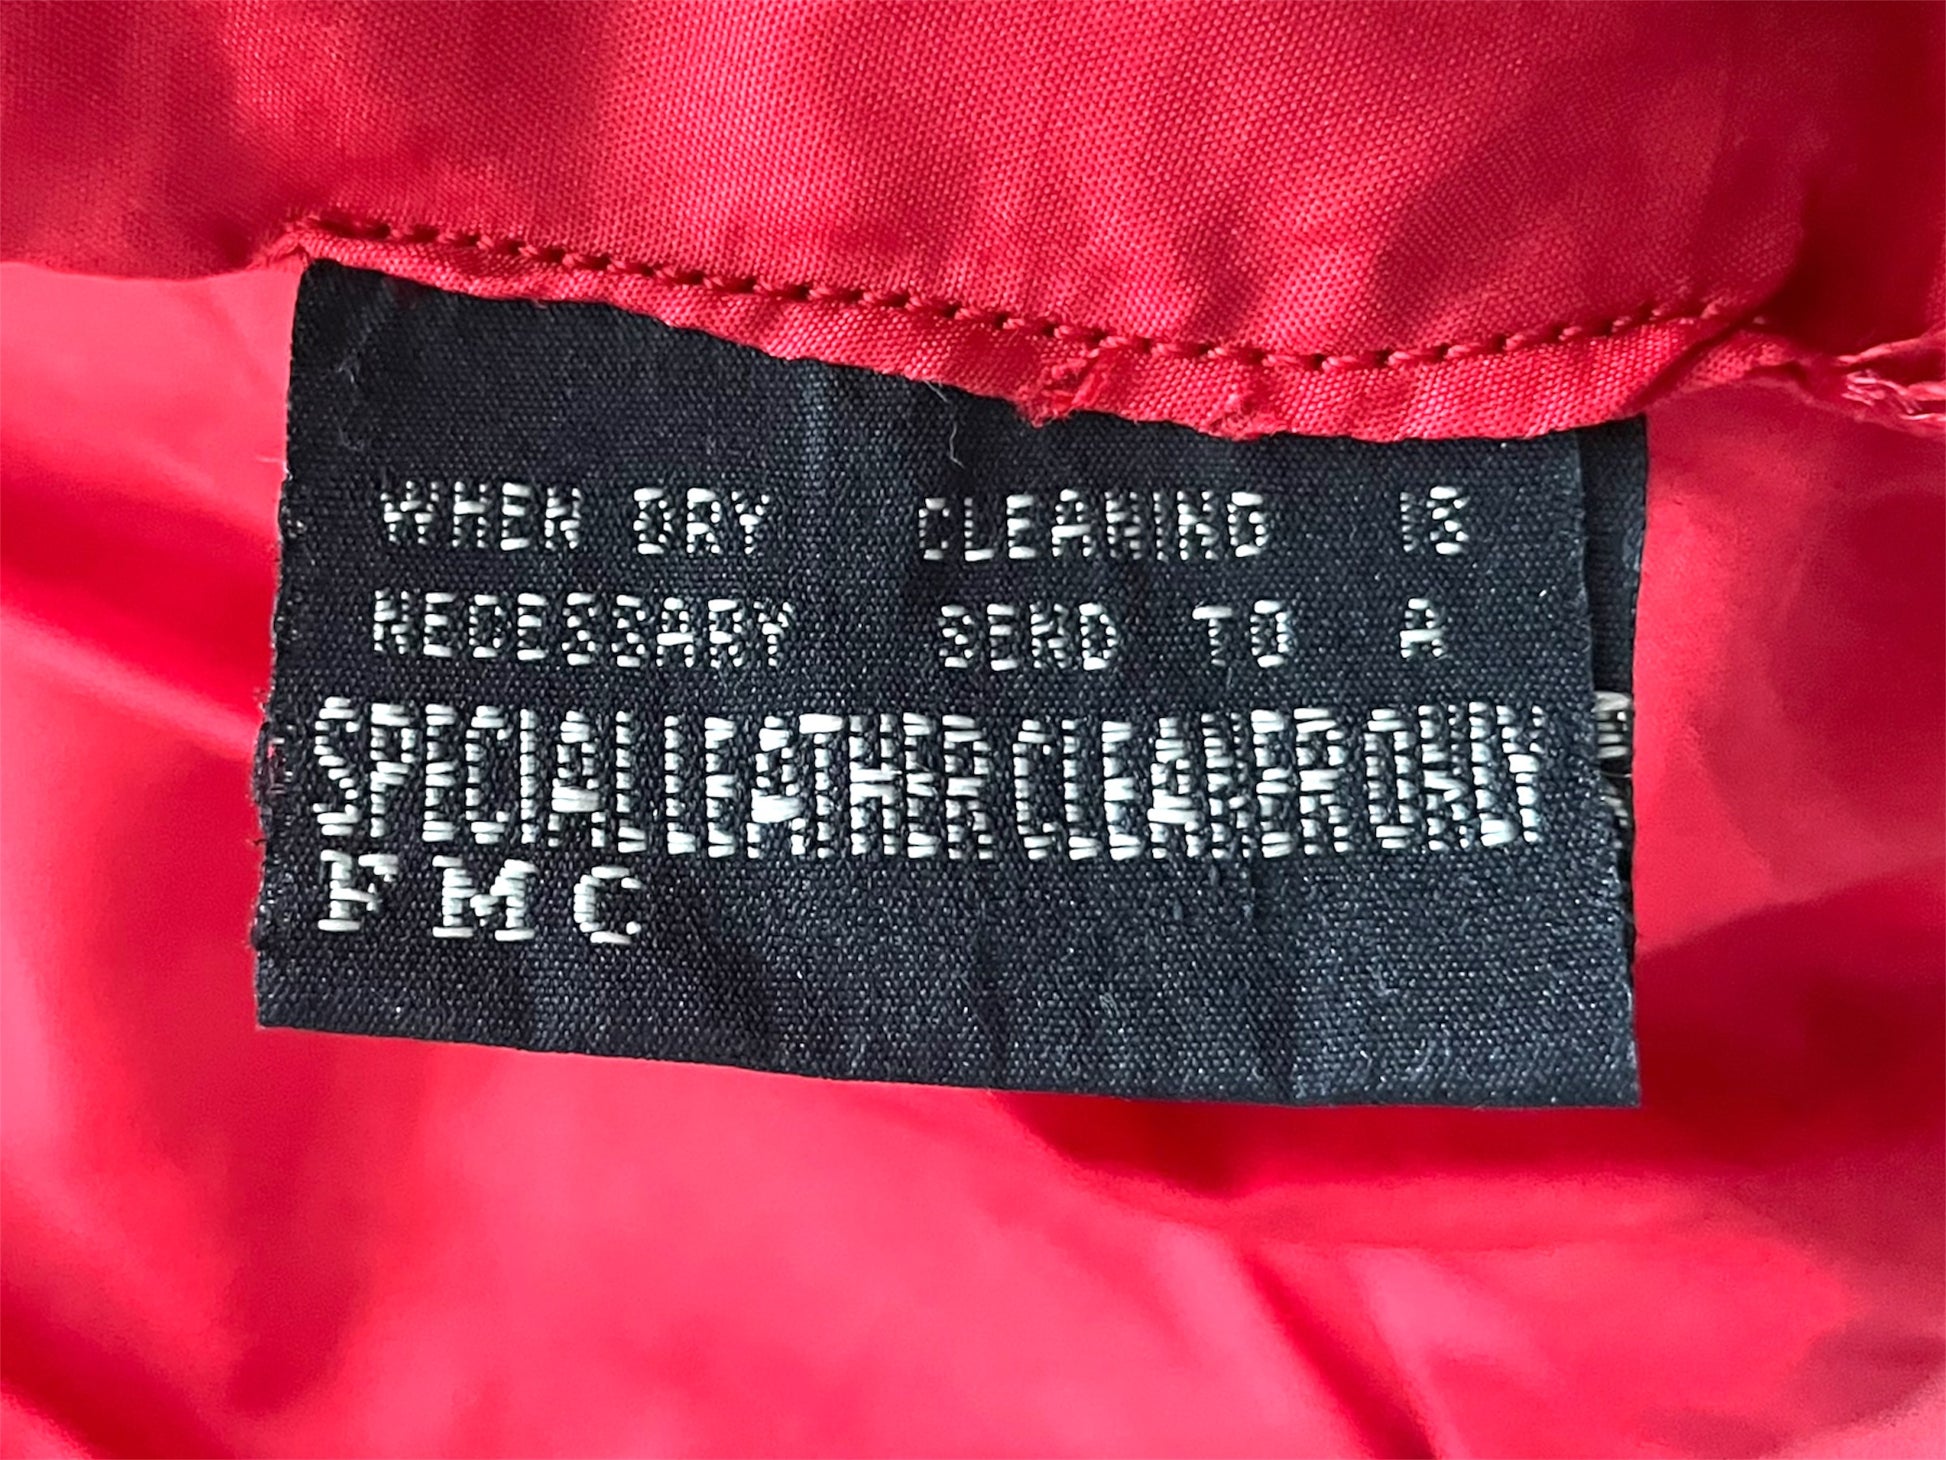 WHEN DRY CLEANING IS
NECESSARY SEND TO A
SPECIAL LEATHER CLEANER ONLY
FMC